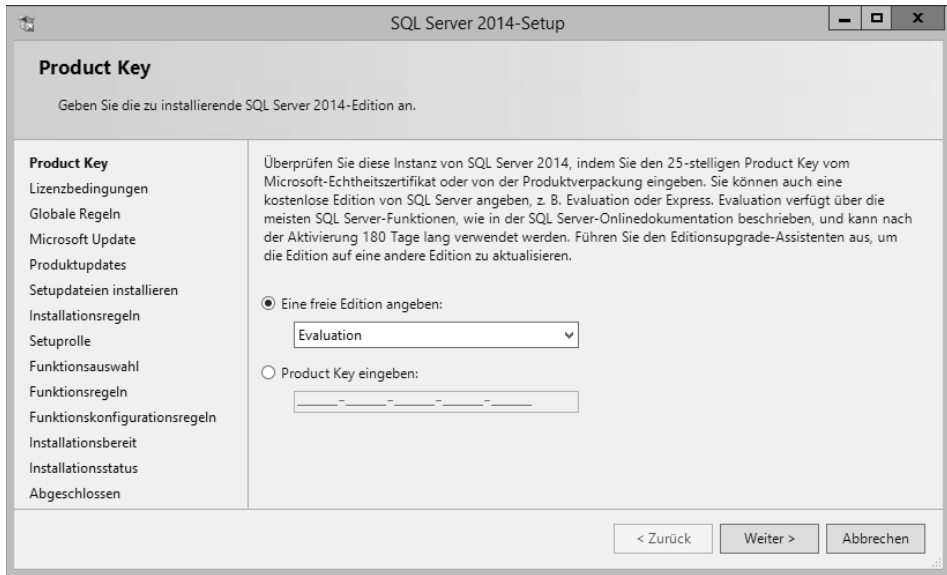 SQL Server 2014-Setup
Product Key
Geben Sie die zu installierende SQL Server 2014-Edition an.
Product Key
Lizenzbedingungen
Globale Regeln
Microsoft Update
Produktupdates
Setupdateien installieren
Installationsregeln
Setuprolle
Funktionsauswahl
Funktionsregeln
Funktionskonfigurationsregeln
Installationsbereit
Installationsstatus
Abgeschlossen
Überprüfen Sie diese Instanz von SQL Server 2014, indem Sie den 25-stelligen Product Key vom
Microsoft-Echtheitszertifikat oder von der Produktverpackung eingeben. Sie können auch eine
kostenlose Edition von SQL Server angeben, z. B. Evaluation oder Express. Evaluation verfügt über die
meisten SQL Server-Funktionen, wie in der SQL Server-Onlinedokumentation beschrieben, und kann nach
der Aktivierung 180 Tage lang verwendet werden. Führen Sie den Editionsupgrade-Assistenten aus, um
die Edition auf eine andere Edition zu aktualisieren.
Eine freie Edition angeben:
Evaluation
Product Key eingeben:
_____-_____-_____-_____-_____
< Zurück
Weiter >
Abbrechen